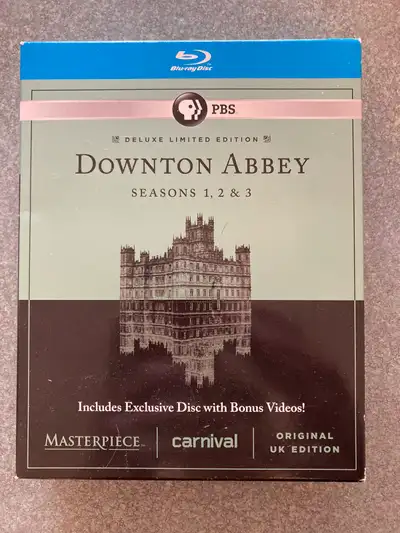 Blu-ray Disc
PBS
DELUXE LIMITED EDITION
DOWNTON ABBEY
SEASONS 1, 2 & 3
Includes Exclusive Disc with Bonus Videos!
MASTERPIECE™
carnival
ORIGINAL
UK EDITION